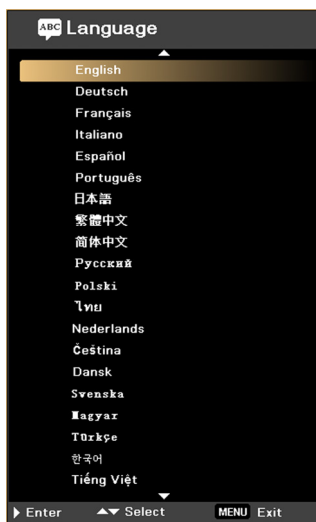 ABC Language
English
Deutsch
Français
Italiano
Español
Português
日本語
繁體中文
简体中文
Русский
Polski
ไทย
Nederlands
Čeština
Dansk
Svenska
Magyar
Türkçe
한국어
Tiếng Việt
Enter Select MENU Exit